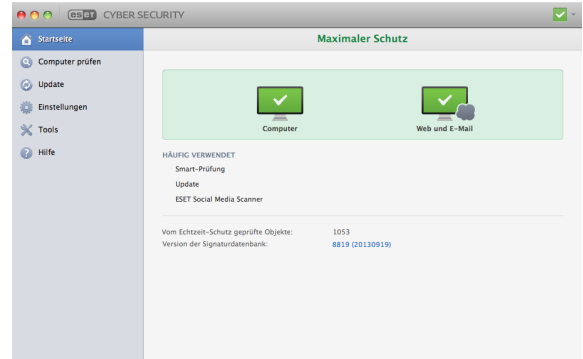 eset CYBER SECURITY
Startseite
Computer prüfen
Update
Einstellungen
Tools
Hilfe
Maximaler Schutz
Computer
Web und E-Mail
HÄUFIG VERWENDET
Smart-Prüfung
Update
ESET Social Media Scanner
Vom Echtzeit-Schutz geprüfte Objekte: 1053
Version der Signaturdatenbank: 8819 (20130919)